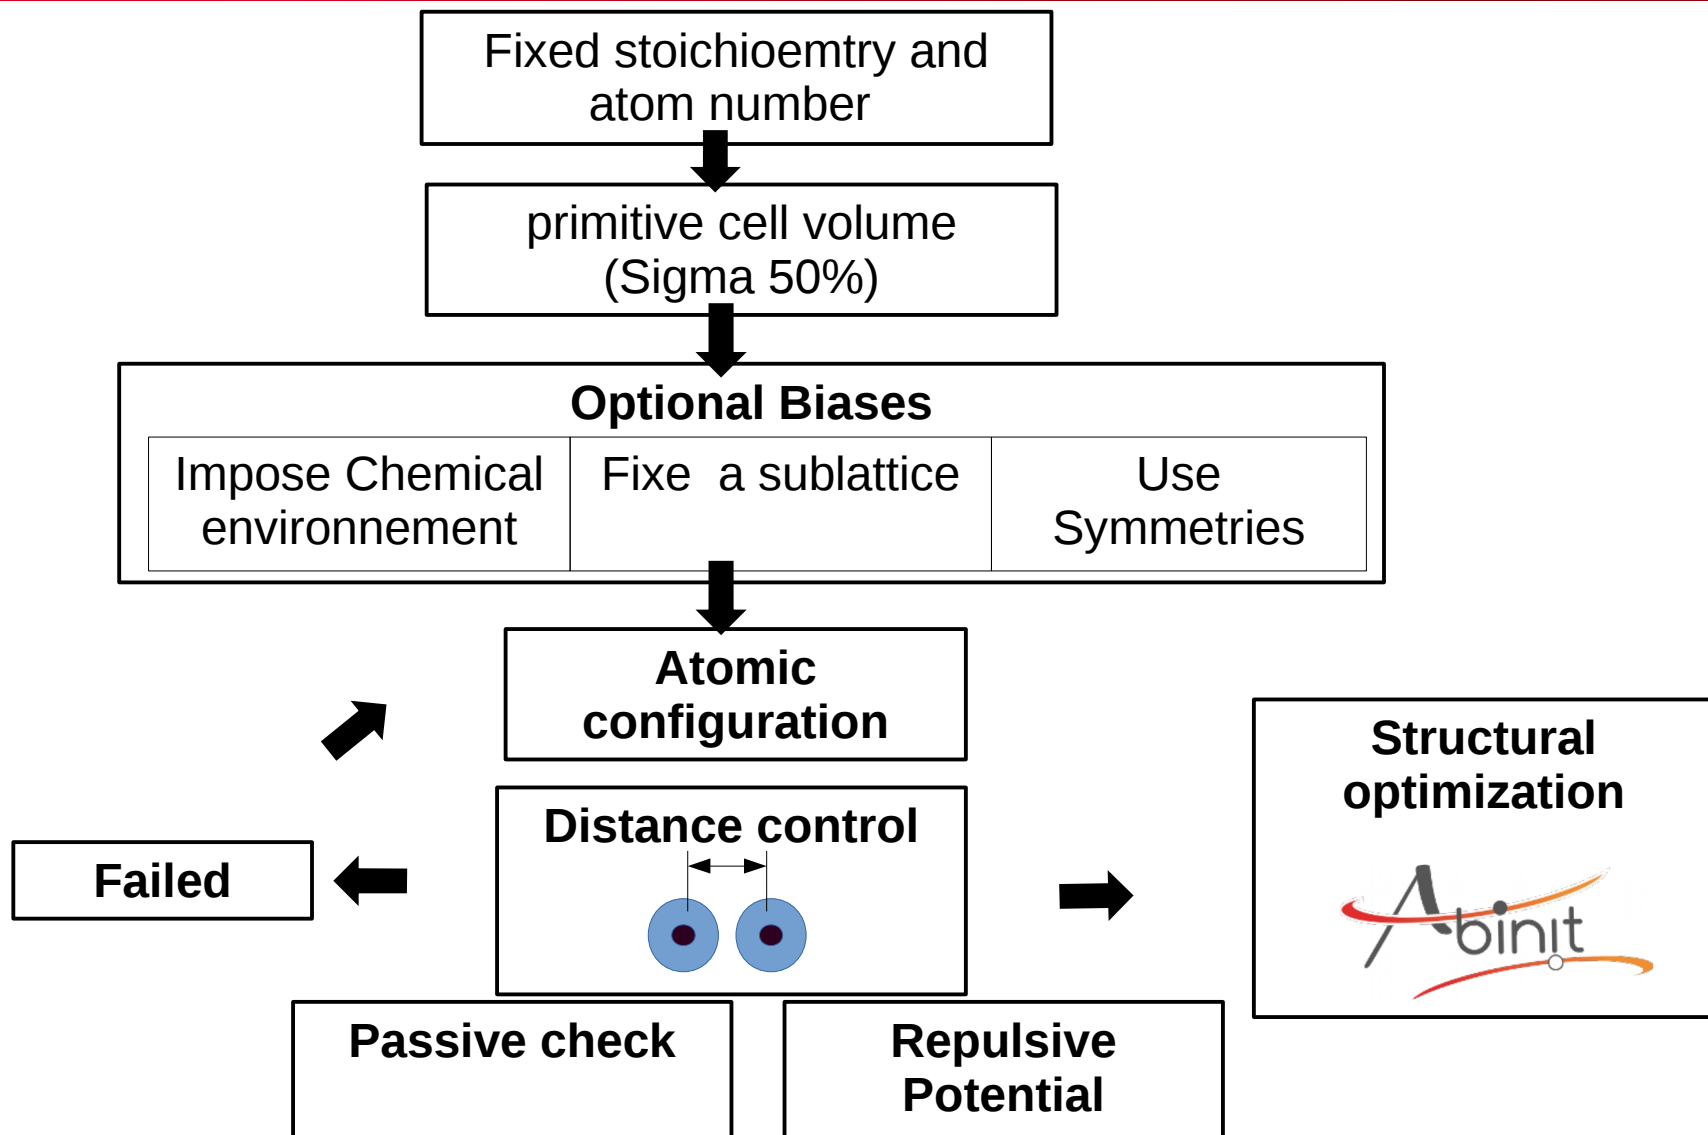 Fixed stoichioemtry and
atom number
primitive cell volume
(Sigma 50%)
Optional Biases
Impose Chemical
environnement
Fixe  a sublattice
Use
Symmetries
Atomic
configuration
Structural
optimization
Distance control
Failed
Abinit
Passive check
Repulsive
Potential